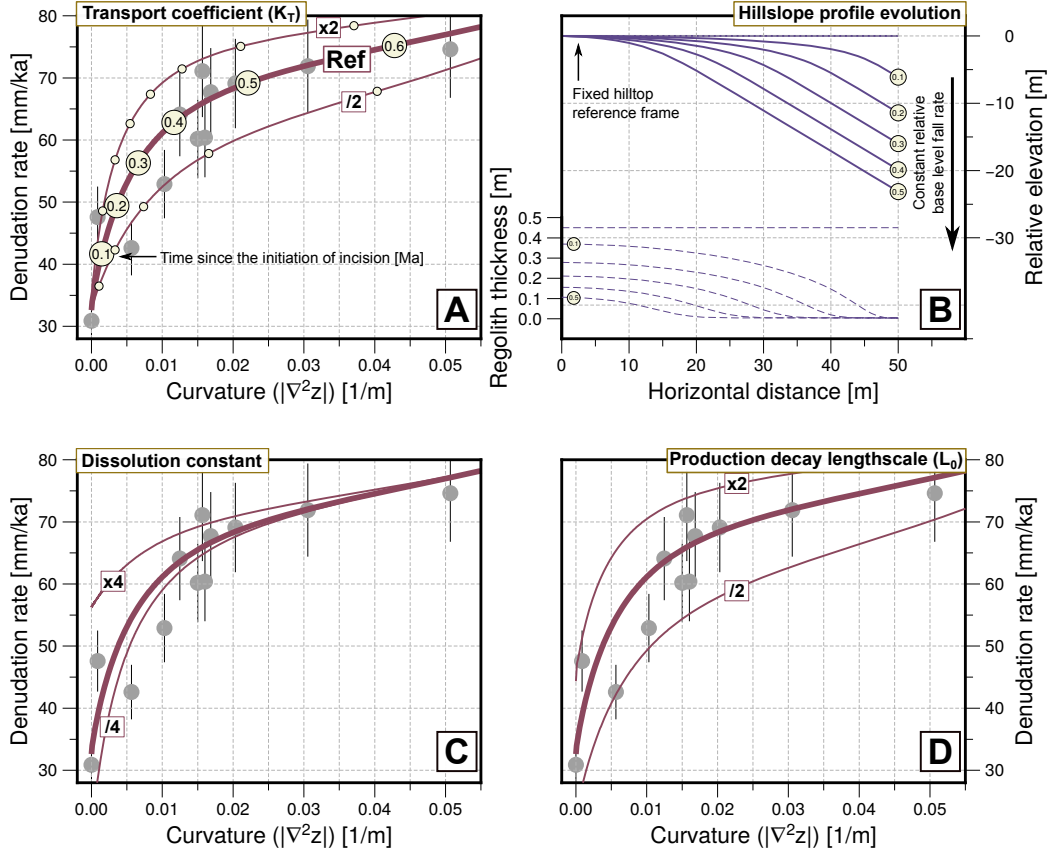 Transport coefficient (K_T)
80
70
60
50
40
30
Denudation rate [mm/ka]
x2
Ref
/2
0.6
0.5
0.4
0.3
0.2
0.1
Time since the initiation of incision [Ma]
A
0.00
0.01
0.02
0.03
0.04
0.05
Curvature (|∇²z|) [1/m]
Hillslope profile evolution
Fixed hilltop
reference frame
0.1
0.2
0.3
0.4
0.5
Constant relative
base level fall rate
0
−10
−20
−30
Relative elevation [m]
Regolith thickness [m]
0.5
0.4
0.3
0.2
0.1
0.0
0.1
0.5
B
0
10
20
30
40
50
Horizontal distance [m]
Dissolution constant
80
70
60
50
40
30
Denudation rate [mm/ka]
x4
/4
C
0.00
0.01
0.02
0.03
0.04
0.05
Curvature (|∇²z|) [1/m]
Production decay lengthscale (L₀)
x2
/2
D
80
70
60
50
40
30
Denudation rate [mm/ka]
0.00
0.01
0.02
0.03
0.04
0.05
Curvature (|∇²z|) [1/m]